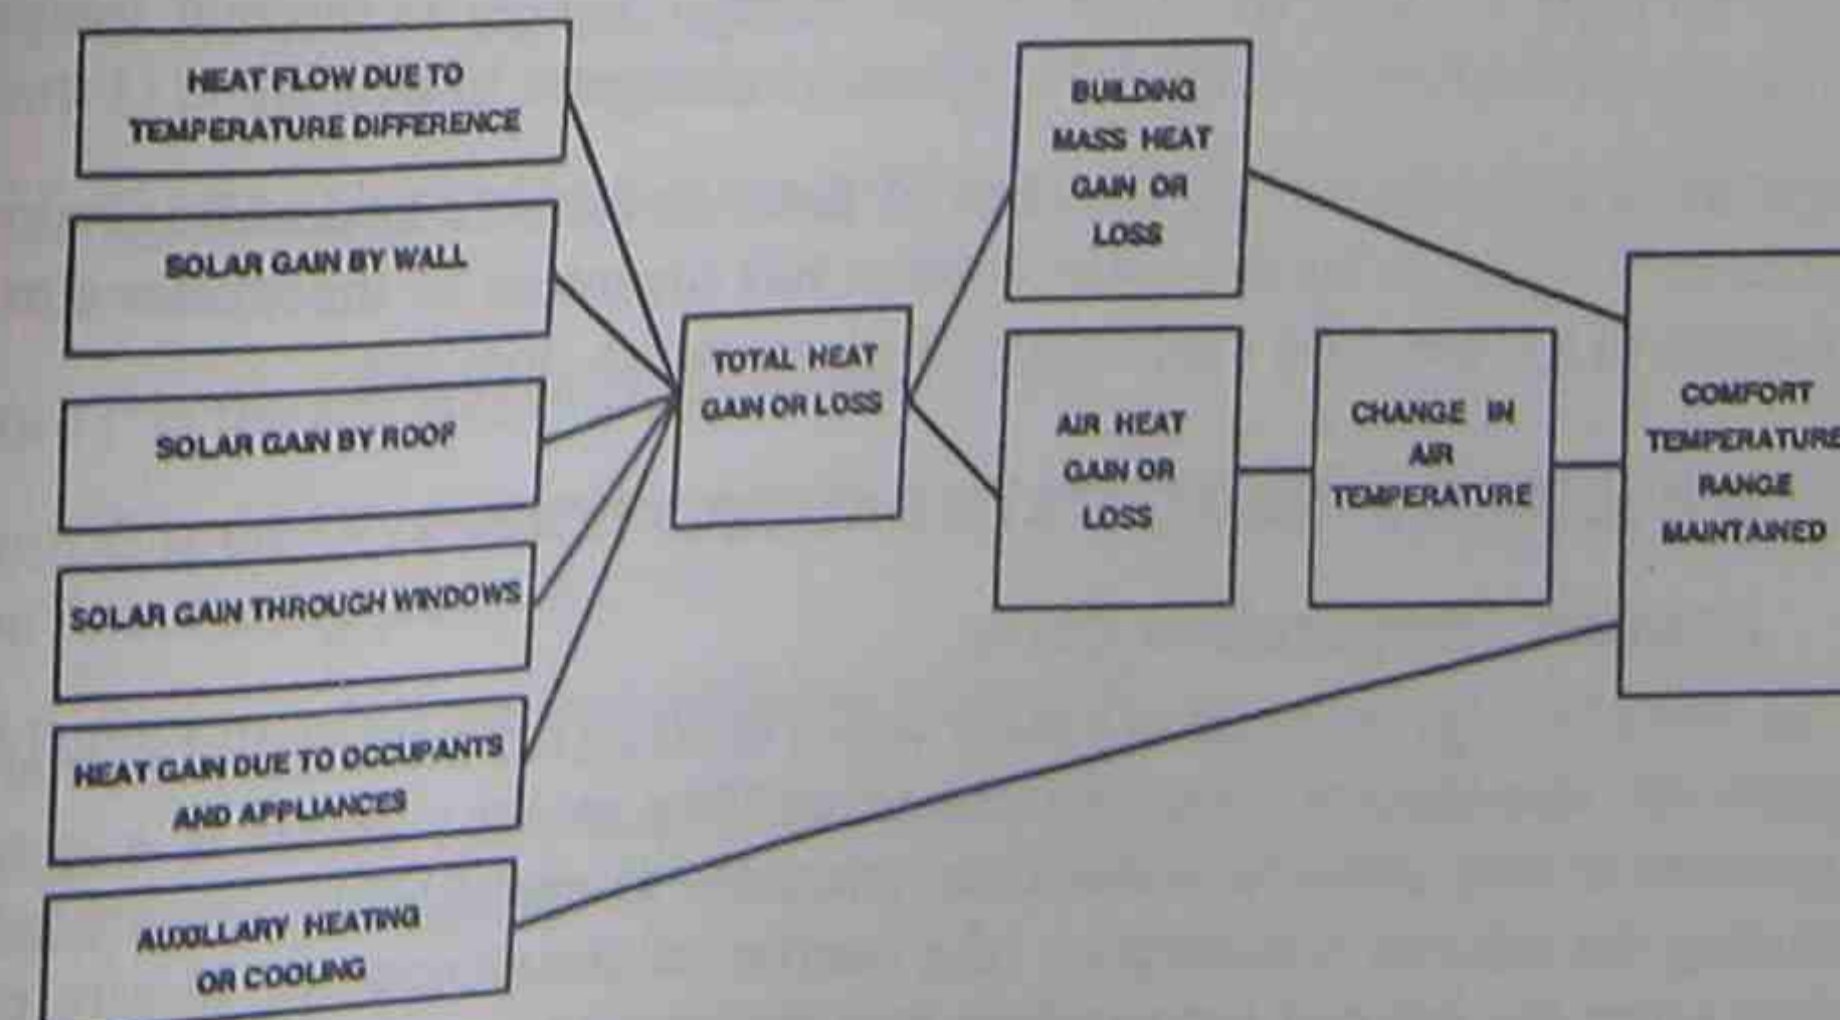 HEAT FLOW DUE TO
TEMPERATURE DIFFERENCE
SOLAR GAIN BY WALL
SOLAR GAIN BY ROOF
SOLAR GAIN THROUGH WINDOWS
HEAT GAIN DUE TO OCCUPANTS
AND APPLIANCES
AUXILLARY HEATING
OR COOLING
TOTAL HEAT
GAIN OR LOSS
BUILDING
MASS HEAT
GAIN OR
LOSS
AIR HEAT
GAIN OR
LOSS
CHANGE IN
AIR
TEMPERATURE
COMFORT
TEMPERATURE
RANGE
MAINTAINED